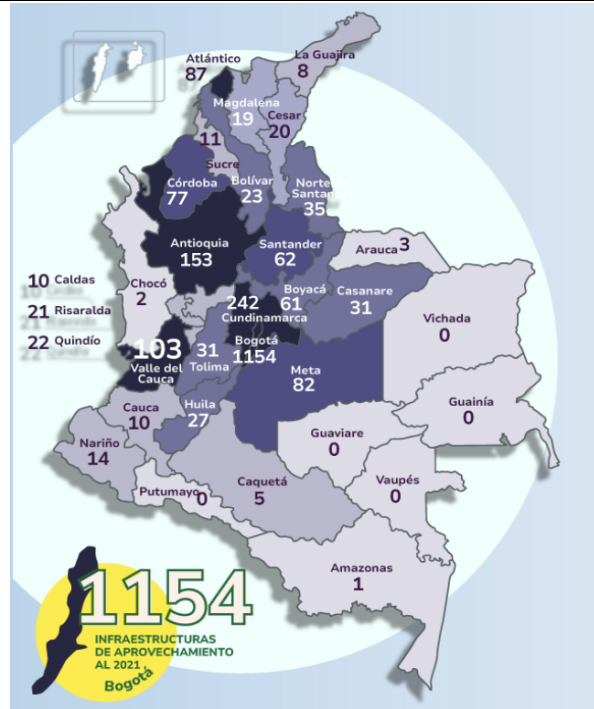 La Guajira
8
Atlántico
87
Magdalena
19
Cesar
20
11
Sucre
Córdoba
77
Bolívar
23
Norte de
Santander
35
Antioquia
153
Santander
62
Arauca 3
10 Caldas
21 Risaralda
22 Quindío
Chocó
2
242
Cundinamarca
Boyacá
61
Casanare
31
Vichada
0
103
Valle del
Cauca
31
Tolima
Bogotá
1154
Meta
82
Guainía
0
Cauca
10
Huila
27
Guaviare
0
Nariño
14
Putumayo 0
Caquetá
5
Vaupés
0
Amazonas
1
1154
INFRAESTRUCTURAS
DE APROVECHAMIENTO
AL 2021
Bogotá